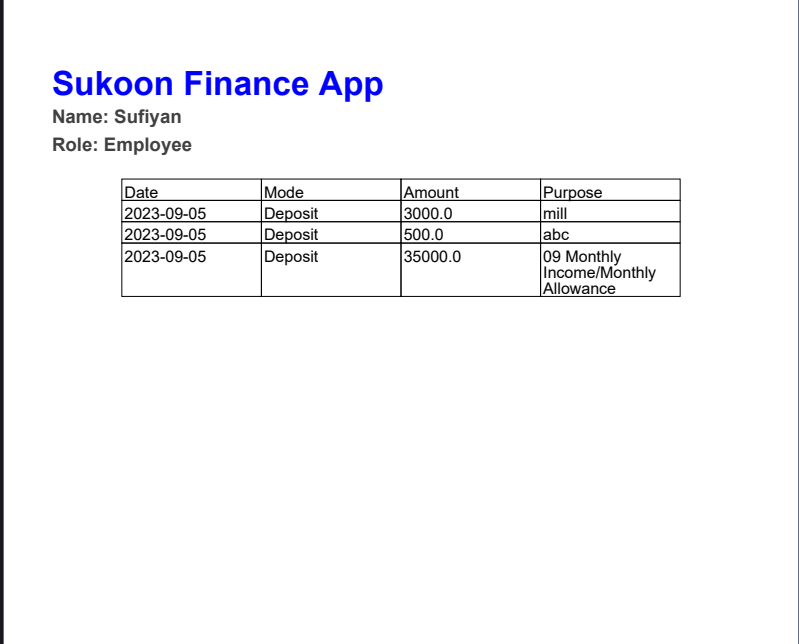 Sukoon Finance App
Name: Sufiyan
Role: Employee
Date Mode Amount Purpose
2023-09-05 Deposit 3000.0 mill
2023-09-05 Deposit 500.0 abc
2023-09-05 Deposit 35000.0 09 Monthly
Income/Monthly
Allowance